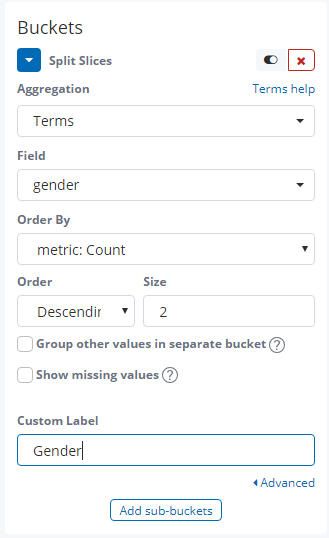 Buckets
Split Slices
Aggregation Terms help
Terms
Field
gender
Order By
metric: Count
Order Size
Descendin 2
Group other values in separate bucket ?
Show missing values ?
Custom Label
Gender
Advanced
Add sub-buckets